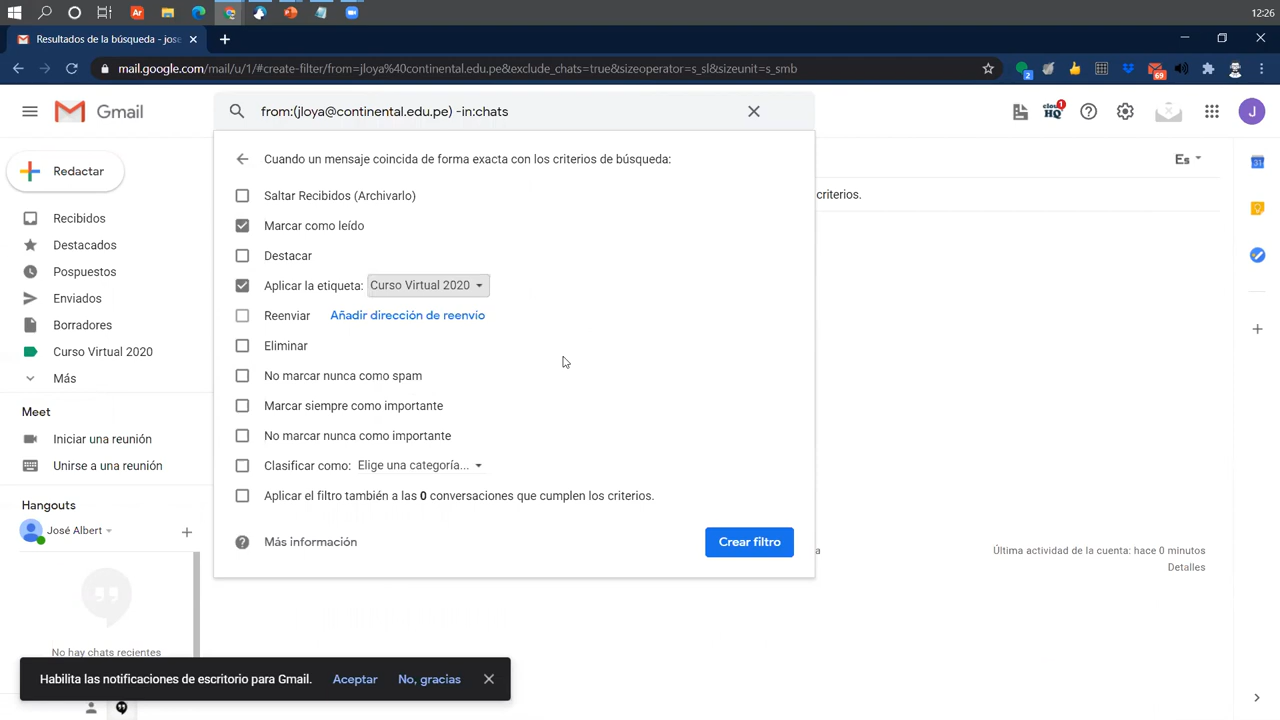 12:26
Resultados de la búsqueda - jose
mail.google.com/mail/u/1/#create-filter/from=jloya%40continental.edu.pe&exclude_chats=true&sizeoperator=s_sl&sizeunit=s_smb
2
69
Gmail
from:(jloya@continental.edu.pe) -in:chats
HQ
1
J
Redactar
Cuando un mensaje coincida de forma exacta con los criterios de búsqueda:
Es
31
Saltar Recibidos (Archivarlo)
criterios.
Recibidos
Marcar como leído
Destacados
Destacar
Pospuestos
Aplicar la etiqueta: Curso Virtual 2020
Enviados
Reenviar Añadir dirección de reenvío
Borradores
Eliminar
Curso Virtual 2020
No marcar nunca como spam
Más
Marcar siempre como importante
Meet
No marcar nunca como importante
Iniciar una reunión
Clasificar como: Elige una categoría...
Unirse a una reunión
Aplicar el filtro también a las 0 conversaciones que cumplen los criterios.
Hangouts
José Albert
Más información
Crear filtro
a
Última actividad de la cuenta: hace 0 minutos
Detalles
No hay chats recientes
Habilita las notificaciones de escritorio para Gmail. Aceptar No, gracias